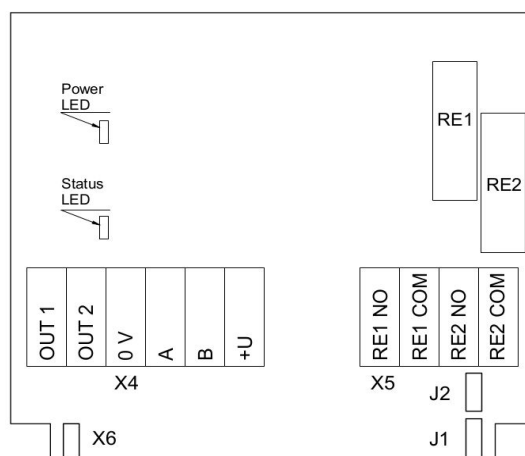 Power
LED
RE1
RE2
Status
LED
OUT 1
OUT 2
0 V
A
B
+U
RE1 NO
RE1 COM
RE2 NO
RE2 COM
X4
X5
J2
X6
J1